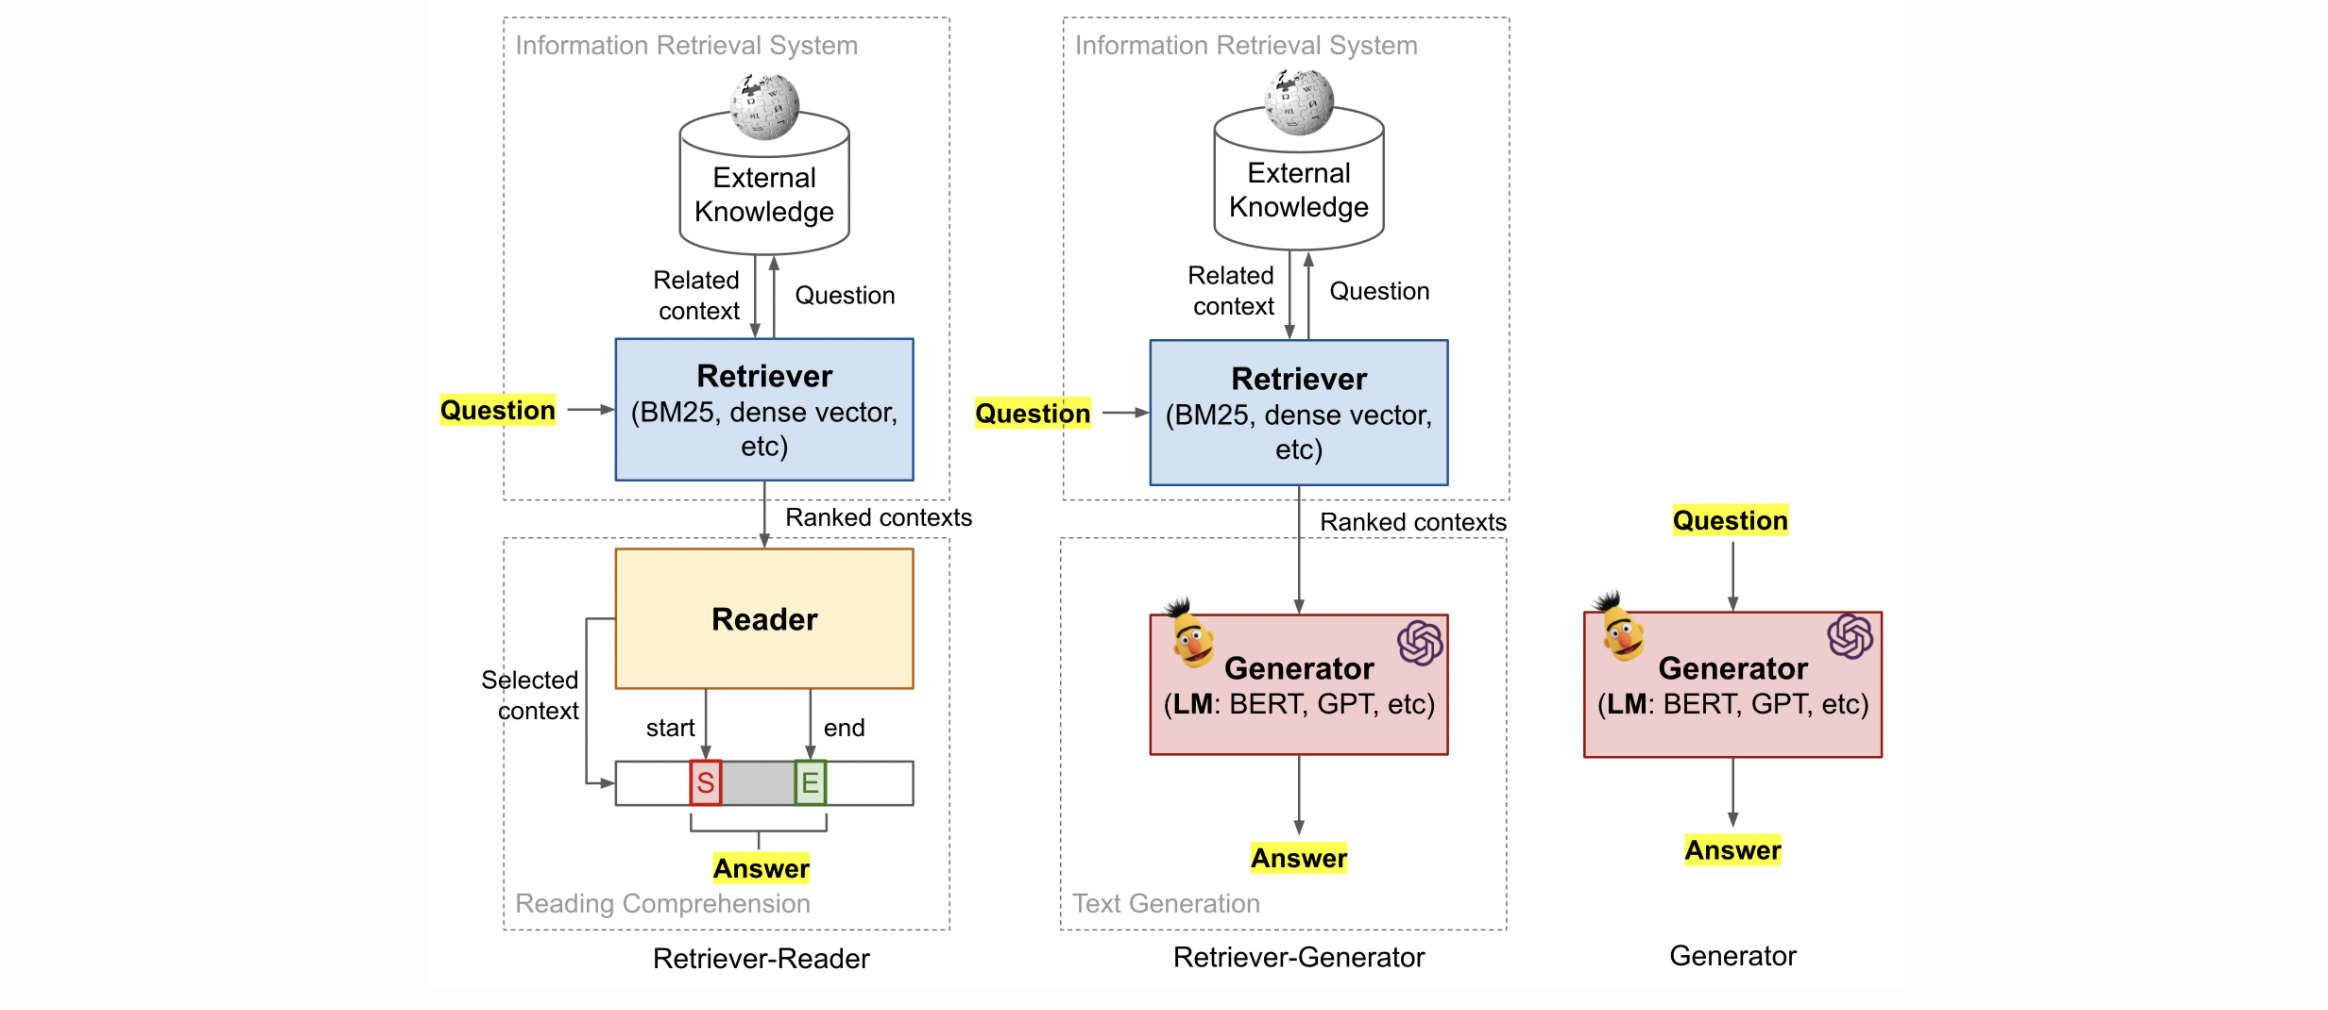 Information Retrieval System
External
Knowledge
Related
context
Question
Question
Retriever
(BM25, dense vector,
etc)
Ranked contexts
Reader
Selected
context
start
end
S
E
Answer
Reading Comprehension
Retriever-Reader
Information Retrieval System
External
Knowledge
Related
context
Question
Question
Retriever
(BM25, dense vector,
etc)
Ranked contexts
Generator
(LM: BERT, GPT, etc)
Answer
Text Generation
Retriever-Generator
Question
Generator
(LM: BERT, GPT, etc)
Answer
Generator